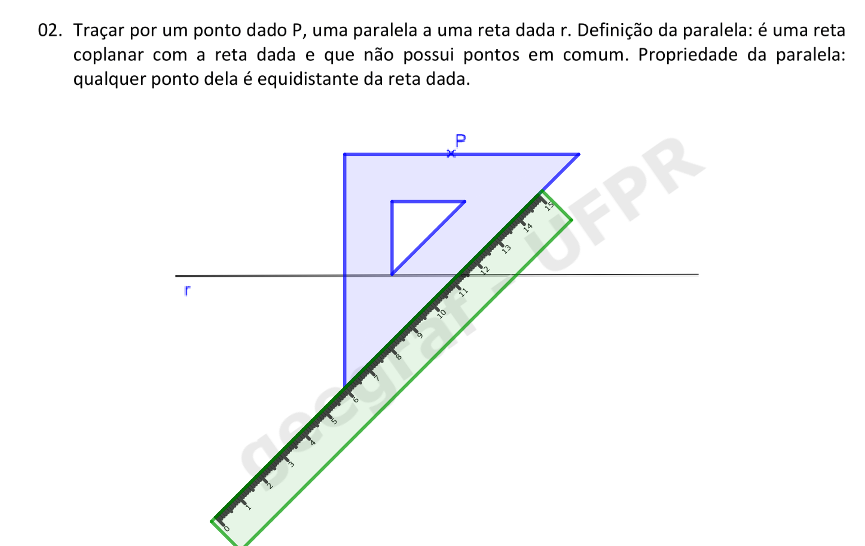 02. Traçar por um ponto dado P, uma paralela a uma reta dada r. Definição da paralela: é uma reta
coplanar com a reta dada e que não possui pontos em comum. Propriedade da paralela:
qualquer ponto dela é equidistante da reta dada.
P
r
0 1 2 3 4 5 6 7 8 9 10 11 12 13 14 15
geograf - UFPR